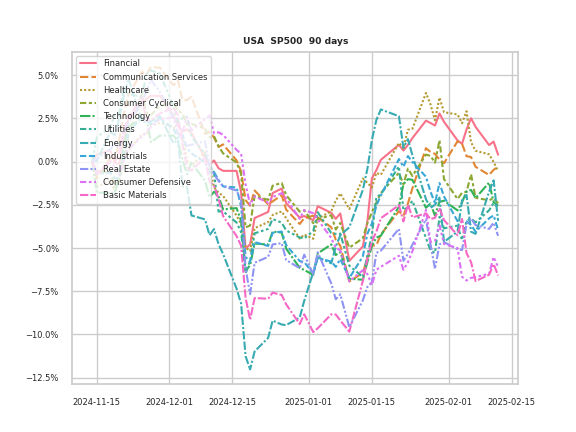 USA SP500 90 days
Financial
Communication Services
Healthcare
Consumer Cyclical
Technology
Utilities
Energy
Industrials
Real Estate
Consumer Defensive
Basic Materials
5.0%
2.5%
0.0%
−2.5%
−5.0%
−7.5%
−10.0%
−12.5%
2024-11-15 2024-12-01 2024-12-15 2025-01-01 2025-01-15 2025-02-01 2025-02-15